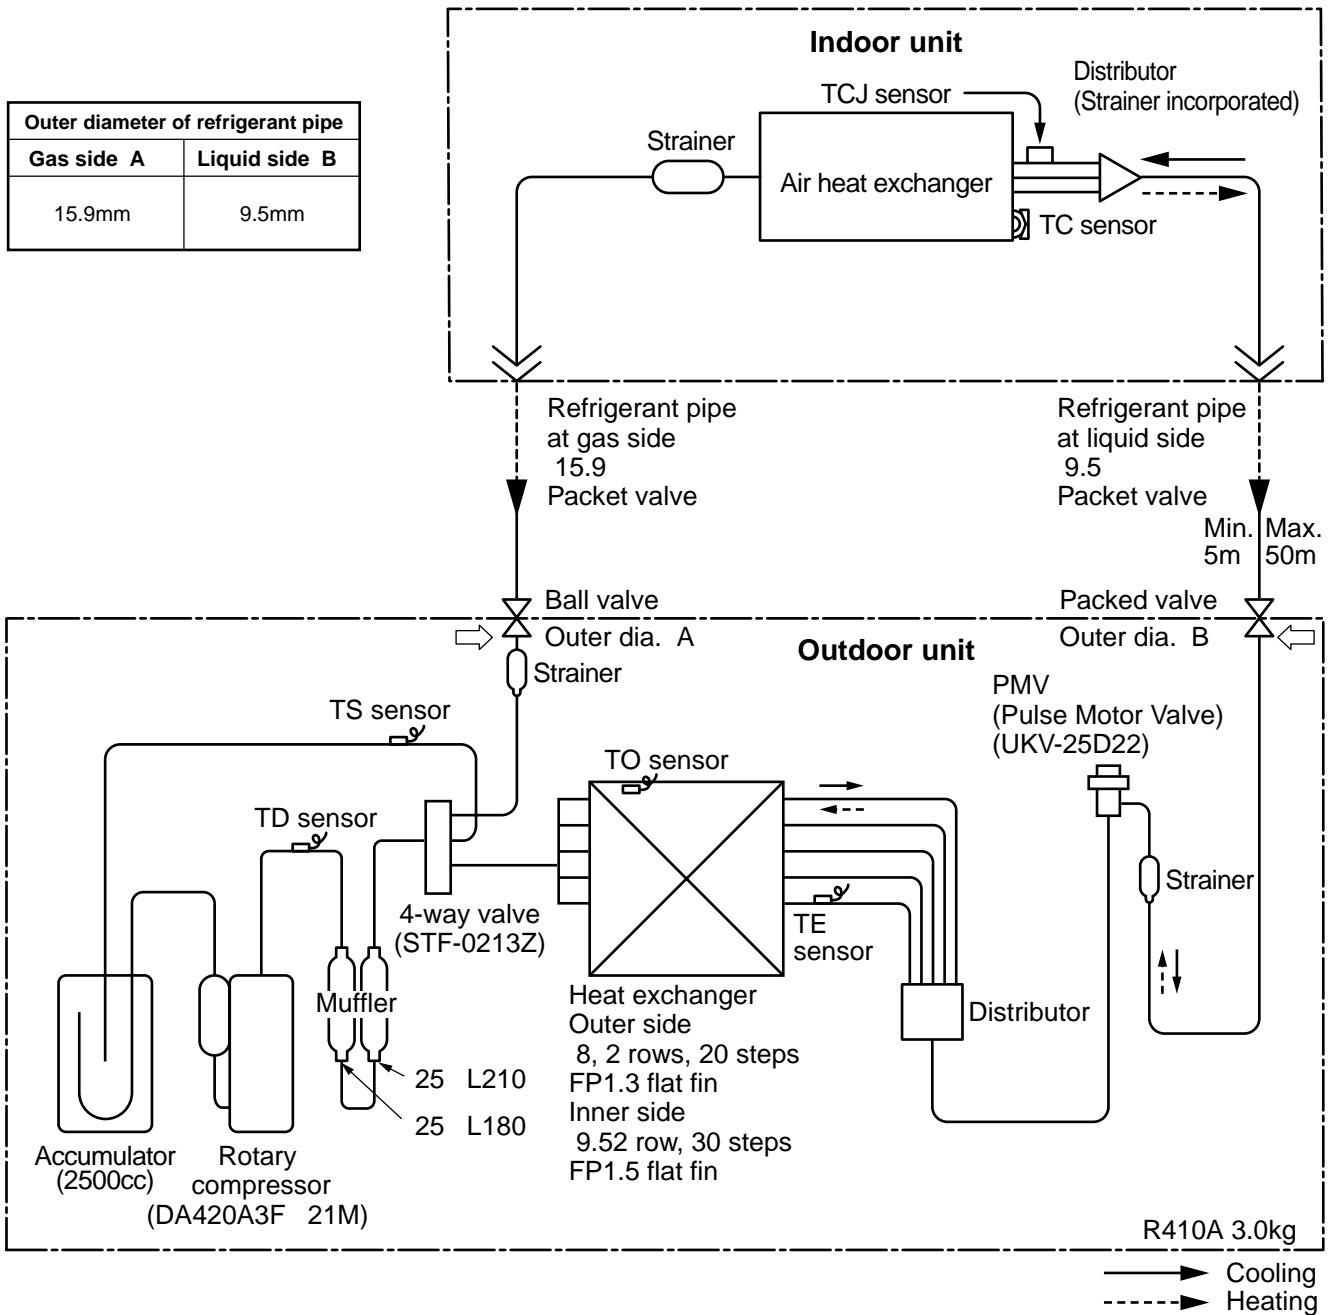 Indoor unit
Distributor
(Strainer incorporated)
TCJ sensor
Strainer
Air heat exchanger
TC sensor
Outer diameter of refrigerant pipe
Gas side A
Liquid side B
15.9mm
9.5mm
Refrigerant pipe
at gas side
15.9
Packet valve
Refrigerant pipe
at liquid side
9.5
Packet valve
Min. Max.
5m 50m
Ball valve
Packed valve
Outer dia. A
Outer dia. B
Outdoor unit
Strainer
PMV
(Pulse Motor Valve)
(UKV-25D22)
TS sensor
TO sensor
TD sensor
Strainer
4-way valve
(STF-0213Z)
TE
sensor
Muffler
Heat exchanger
Outer side
8, 2 rows, 20 steps
FP1.3 flat fin
Inner side
9.52 row, 30 steps
FP1.5 flat fin
Distributor
25 L210
25 L180
Accumulator
(2500cc)
Rotary
compressor
(DA420A3F 21M)
R410A 3.0kg
Cooling
Heating